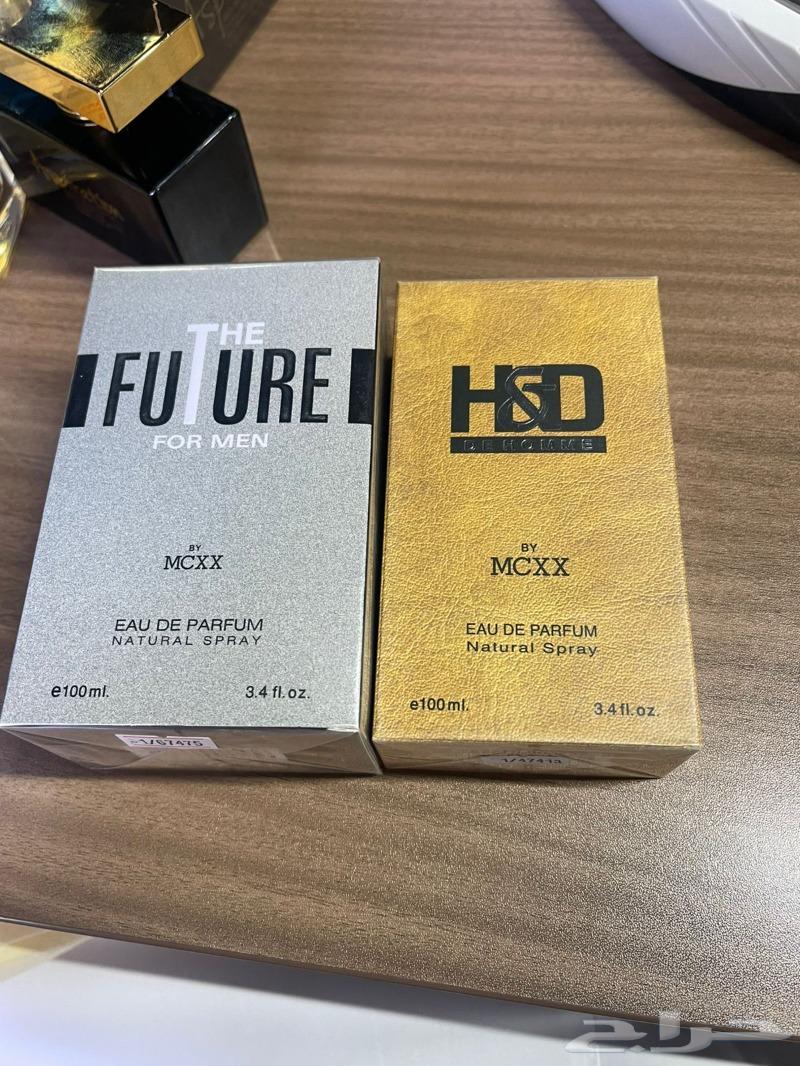 THE
FUTURE
FOR MEN
BY
MCXX
EAU DE PARFUM
NATURAL SPRAY
e100ml.
3.4 fl.oz.
H&D
DE HOMME
BY
MCXX
EAU DE PARFUM
Natural Spray
e100ml.
3.4 fl.oz.
حراج